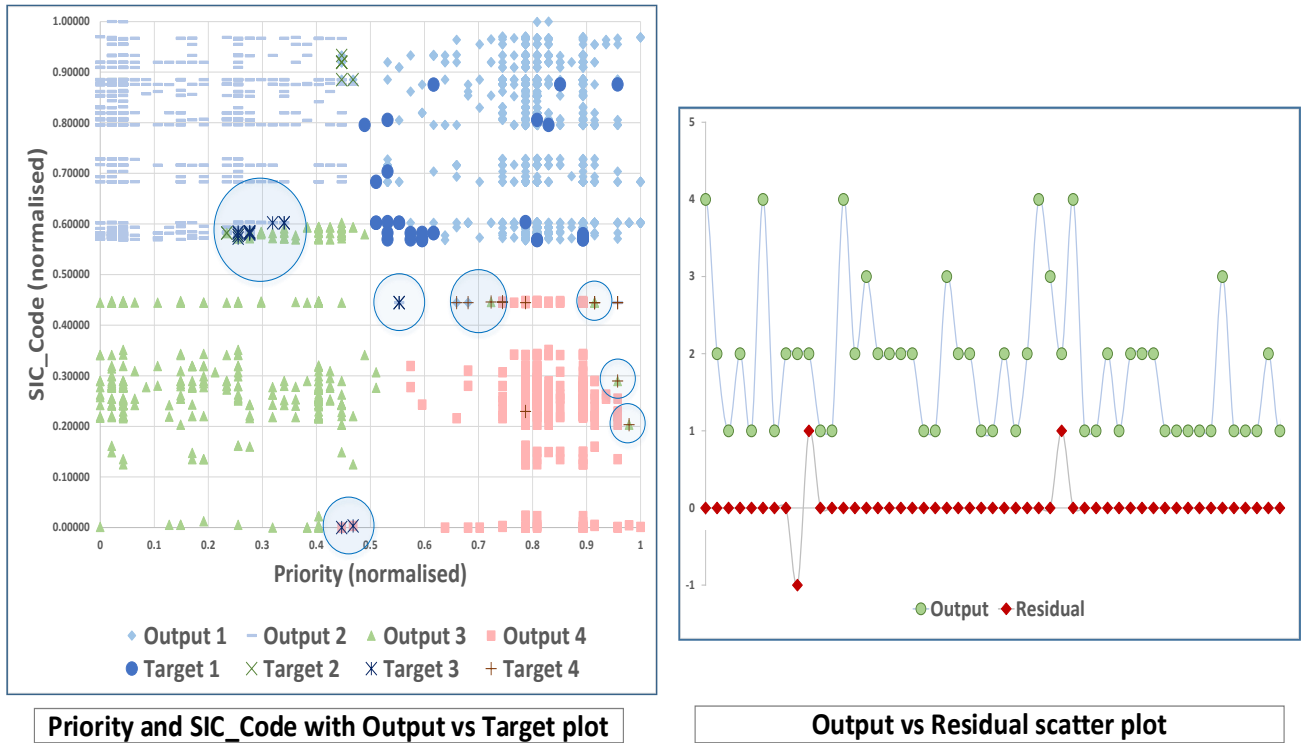 1.00000
0.90000
0.80000
0.70000
0.60000
0.50000
0.40000
0.30000
0.20000
0.10000
0.00000
SIC_Code (normalised)
0 0.1 0.2 0.3 0.4 0.5 0.6 0.7 0.8 0.9 1
Priority (normalised)
Output 1 Output 2 Output 3 Output 4
Target 1 Target 2 Target 3 Target 4
Priority and SIC_Code with Output vs Target plot
5
4
3
2
1
0
-1
Output Residual
Output vs Residual scatter plot